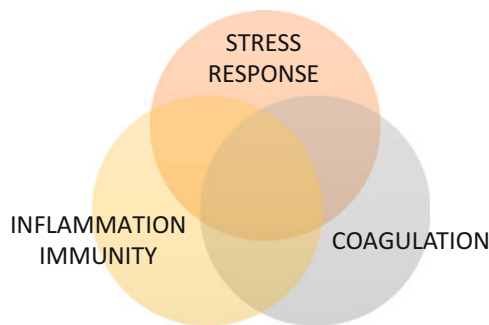 STRESS
RESPONSE
INFLAMMATION
IMMUNITY
COAGULATION